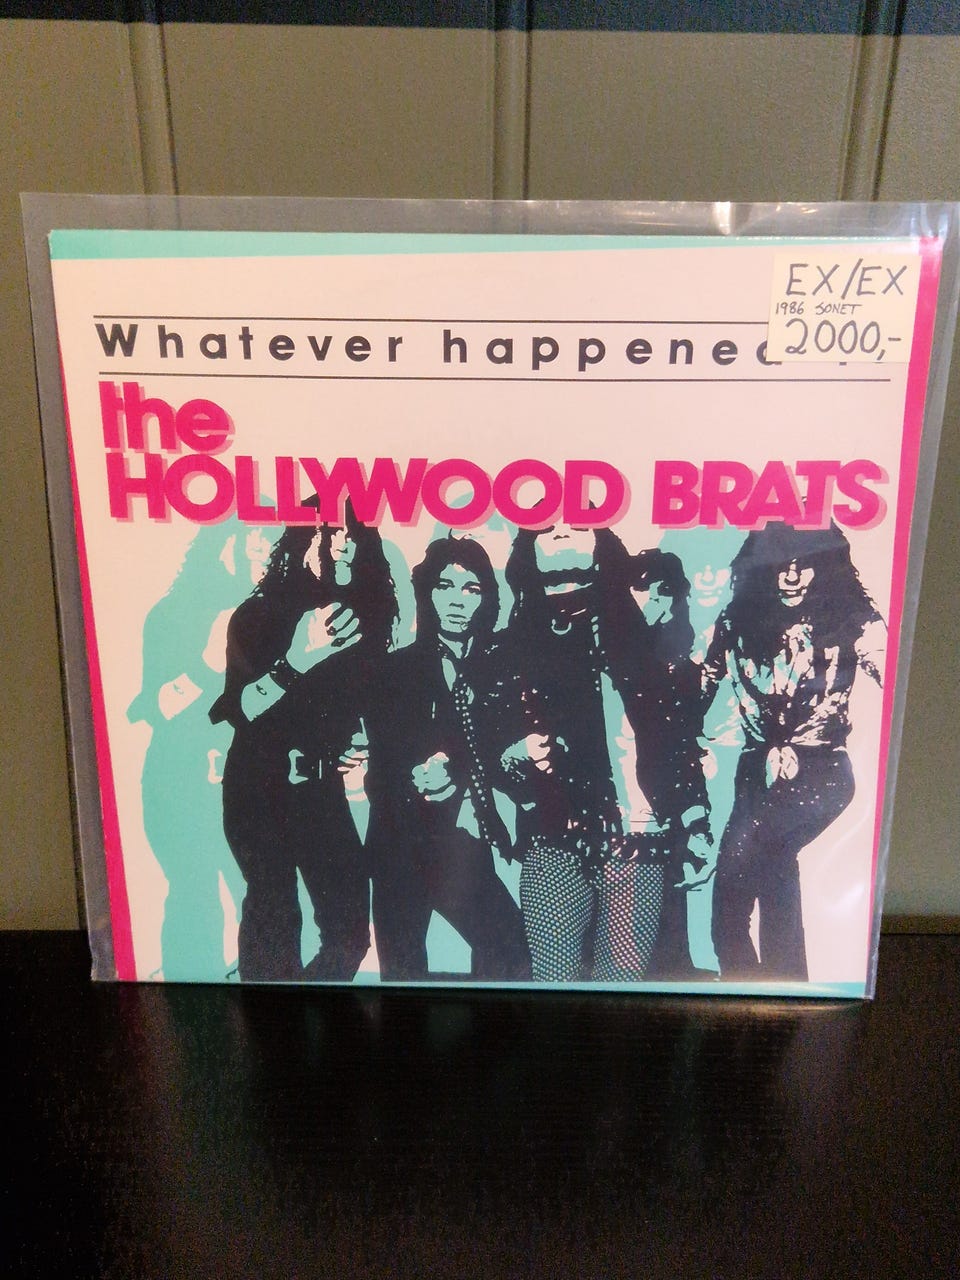 EX/EX
1986 SONET
2000,-
Whatever happened
the
HOLLYWOOD BRATS